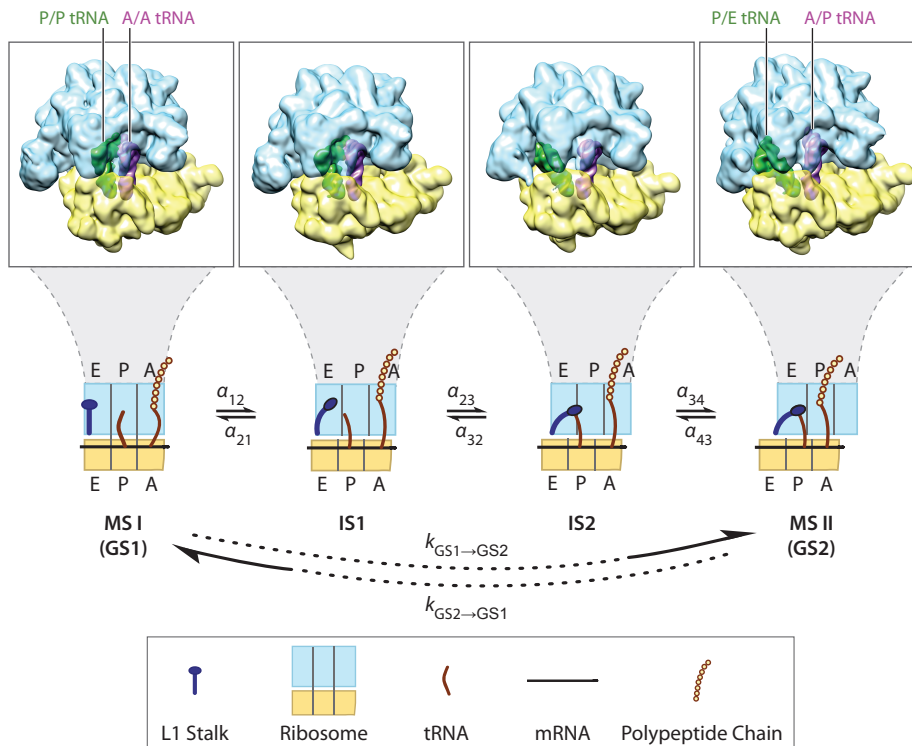 P/P tRNA A/A tRNA P/E tRNA A/P tRNA
E P A E P A E P A E P A
α12 α23 α34
α21 α32 α43
E P A E P A E P A E P A
MS I IS1 IS2 MS II
(GS1) (GS2)
kGS1→GS2
kGS2→GS1
L1 Stalk Ribosome tRNA mRNA Polypeptide Chain